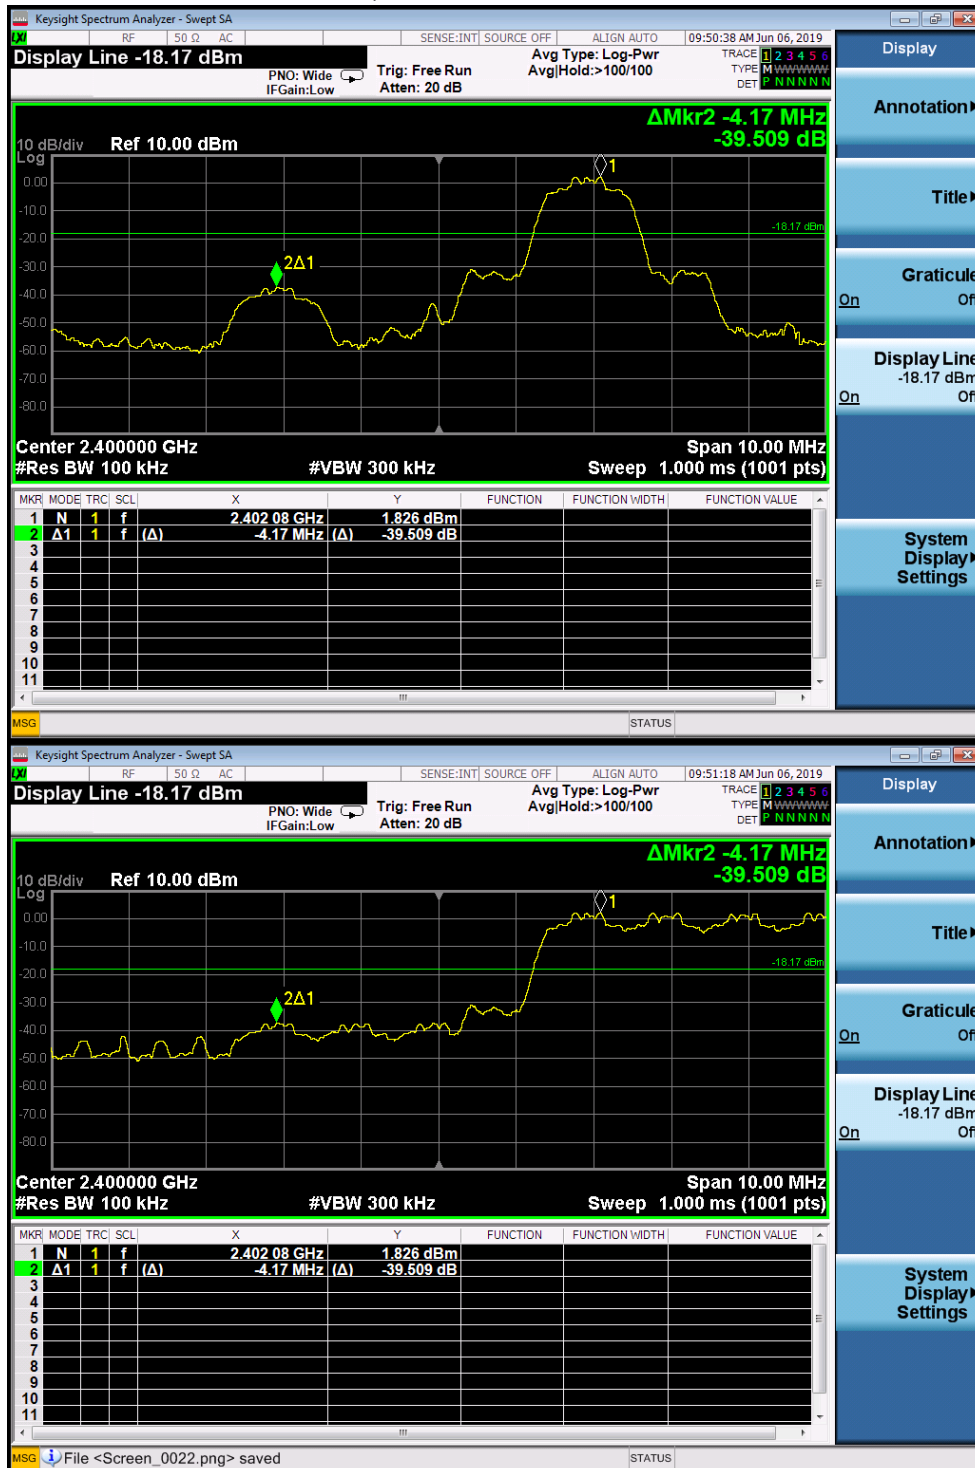 Keysight Spectrum Analyzer - Swept SA
LXI RF 50 Ω AC SENSE:INT SOURCE OFF ALIGN AUTO 09:50:38 AM Jun 06, 2019
Display Line -18.17 dBm
PNO: Wide
IFGain:Low
Trig: Free Run
Atten: 20 dB
Avg Type: Log-Pwr
Avg|Hold:>100/100
TRACE 1 2 3 4 5 6
TYPE M W W W W W
DET P N N N N N
ΔMkr2 -4.17 MHz
-39.509 dB
10 dB/div Ref 10.00 dBm
Log
0.00
-10.0
-20.0
-30.0
-40.0
-50.0
-60.0
-70.0
-80.0
1
-18.17 dBm
2Δ1
Center 2.400000 GHz Span 10.00 MHz
#Res BW 100 kHz #VBW 300 kHz Sweep 1.000 ms (1001 pts)
MKR MODE TRC SCL X Y FUNCTION FUNCTION WIDTH FUNCTION VALUE
1 N 1 f 2.402 08 GHz 1.826 dBm
2 Δ1 1 f (Δ) -4.17 MHz (Δ) -39.509 dB
3
4
5
6
7
8
9
10
11
MSG STATUS
Display
Annotation
Title
Graticule
On Off
Display Line
-18.17 dBm
On Off
System
Display
Settings
Keysight Spectrum Analyzer - Swept SA
LXI RF 50 Ω AC SENSE:INT SOURCE OFF ALIGN AUTO 09:51:18 AM Jun 06, 2019
Display Line -18.17 dBm
PNO: Wide
IFGain:Low
Trig: Free Run
Atten: 20 dB
Avg Type: Log-Pwr
Avg|Hold:>100/100
TRACE 1 2 3 4 5 6
TYPE M W W W W W
DET P N N N N N
ΔMkr2 -4.17 MHz
-39.509 dB
10 dB/div Ref 10.00 dBm
Log
0.00
-10.0
-20.0
-30.0
-40.0
-50.0
-60.0
-70.0
-80.0
1
-18.17 dBm
2Δ1
Center 2.400000 GHz Span 10.00 MHz
#Res BW 100 kHz #VBW 300 kHz Sweep 1.000 ms (1001 pts)
MKR MODE TRC SCL X Y FUNCTION FUNCTION WIDTH FUNCTION VALUE
1 N 1 f 2.402 08 GHz 1.826 dBm
2 Δ1 1 f (Δ) -4.17 MHz (Δ) -39.509 dB
3
4
5
6
7
8
9
10
11
MSG File <Screen_0022.png> saved STATUS
Display
Annotation
Title
Graticule
On Off
Display Line
-18.17 dBm
On Off
System
Display
Settings